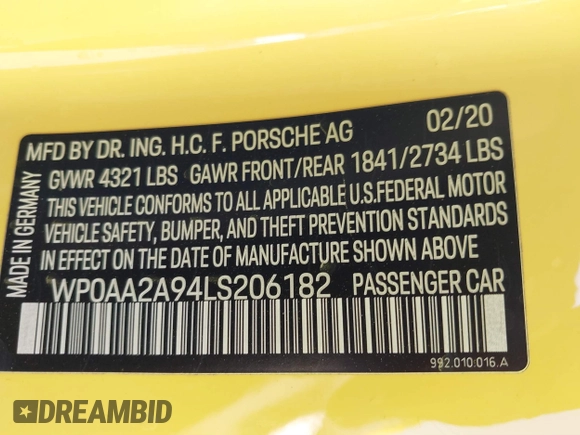 MFD BY DR. ING. H.C. F. PORSCHE AG 02/20
GVWR 4321 LBS GAWR FRONT/REAR 1841/2734 LBS
THIS VEHICLE CONFORMS TO ALL APPLICABLE U.S.FEDERAL MOTOR
VEHICLE SAFETY, BUMPER, AND THEFT PREVENTION STANDARDS
IN EFFECT ON THE DATE OF MANUFACTURE SHOWN ABOVE
WP0AA2A94LS206182 PASSENGER CAR
MADE IN GERMANY
992.010.016.A
DREAMBID